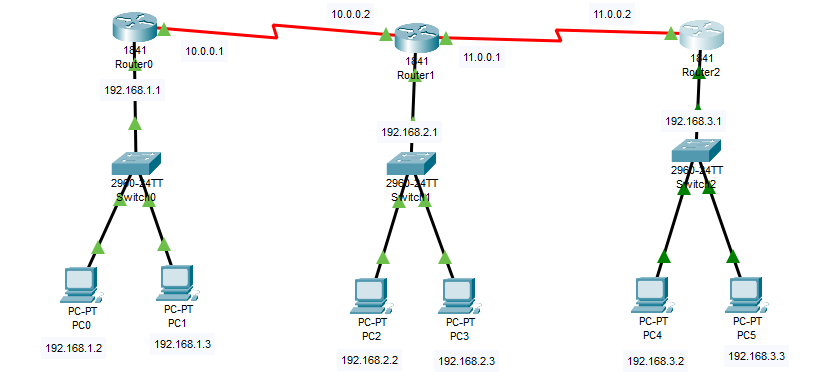 10.0.0.2
11.0.0.2
1841
Router0
10.0.0.1
1841
Router1
11.0.0.1
1841
Router2
192.168.1.1
192.168.2.1
192.168.3.1
2960-24TT
Switch0
2960-24TT
Switch1
2960-24TT
Switch2
PC-PT
PC0
PC-PT
PC1
PC-PT
PC2
PC-PT
PC3
PC-PT
PC4
PC-PT
PC5
192.168.1.2
192.168.1.3
192.168.2.2
192.168.2.3
192.168.3.2
192.168.3.3